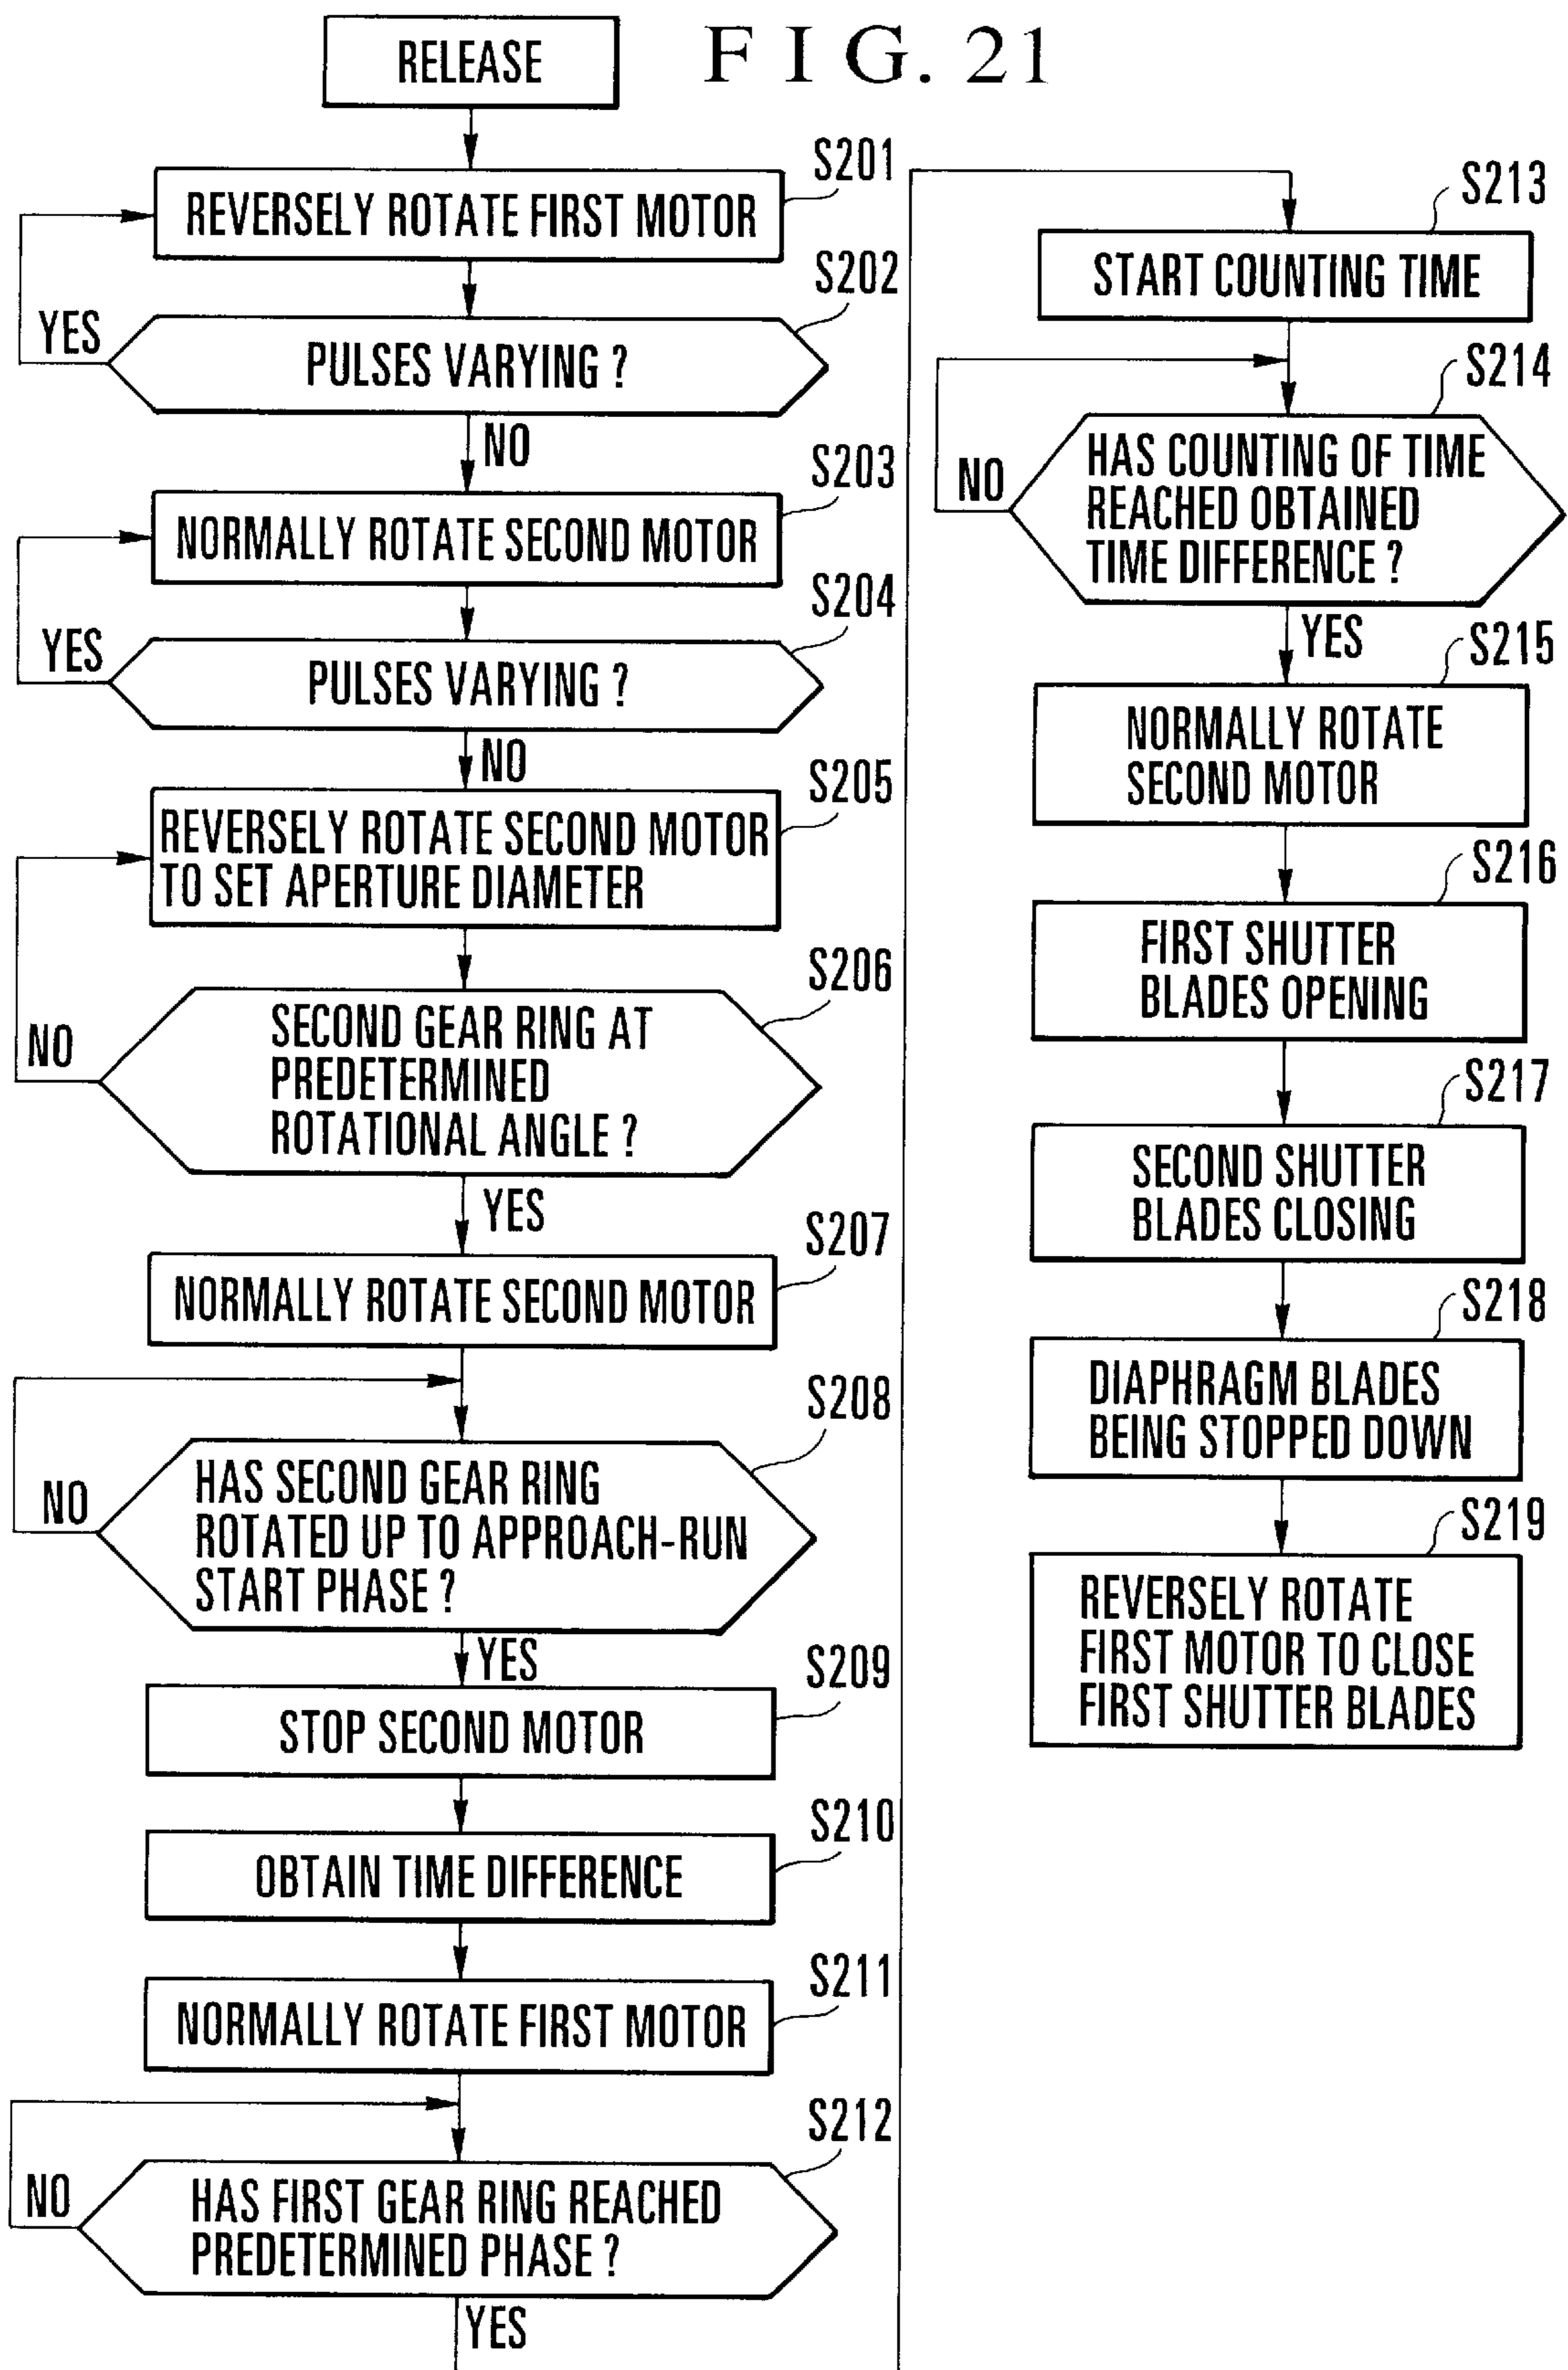 FIG. 21
RELEASE
S201
REVERSELY ROTATE FIRST MOTOR
S202
YES
PULSES VARYING ?
NO
S203
NORMALLY ROTATE SECOND MOTOR
S204
YES
PULSES VARYING ?
NO
S205
REVERSELY ROTATE SECOND MOTOR
TO SET APERTURE DIAMETER
S206
NO
SECOND GEAR RING AT
PREDETERMINED
ROTATIONAL ANGLE ?
YES
S207
NORMALLY ROTATE SECOND MOTOR
S208
NO
HAS SECOND GEAR RING
ROTATED UP TO APPROACH-RUN
START PHASE ?
YES
S209
STOP SECOND MOTOR
S210
OBTAIN TIME DIFFERENCE
S211
NORMALLY ROTATE FIRST MOTOR
S212
NO
HAS FIRST GEAR RING REACHED
PREDETERMINED PHASE ?
YES
S213
START COUNTING TIME
S214
NO
HAS COUNTING OF TIME
REACHED OBTAINED
TIME DIFFERENCE ?
YES
S215
NORMALLY ROTATE
SECOND MOTOR
S216
FIRST SHUTTER
BLADES OPENING
S217
SECOND SHUTTER
BLADES CLOSING
S218
DIAPHRAGM BLADES
BEING STOPPED DOWN
S219
REVERSELY ROTATE
FIRST MOTOR TO CLOSE
FIRST SHUTTER BLADES